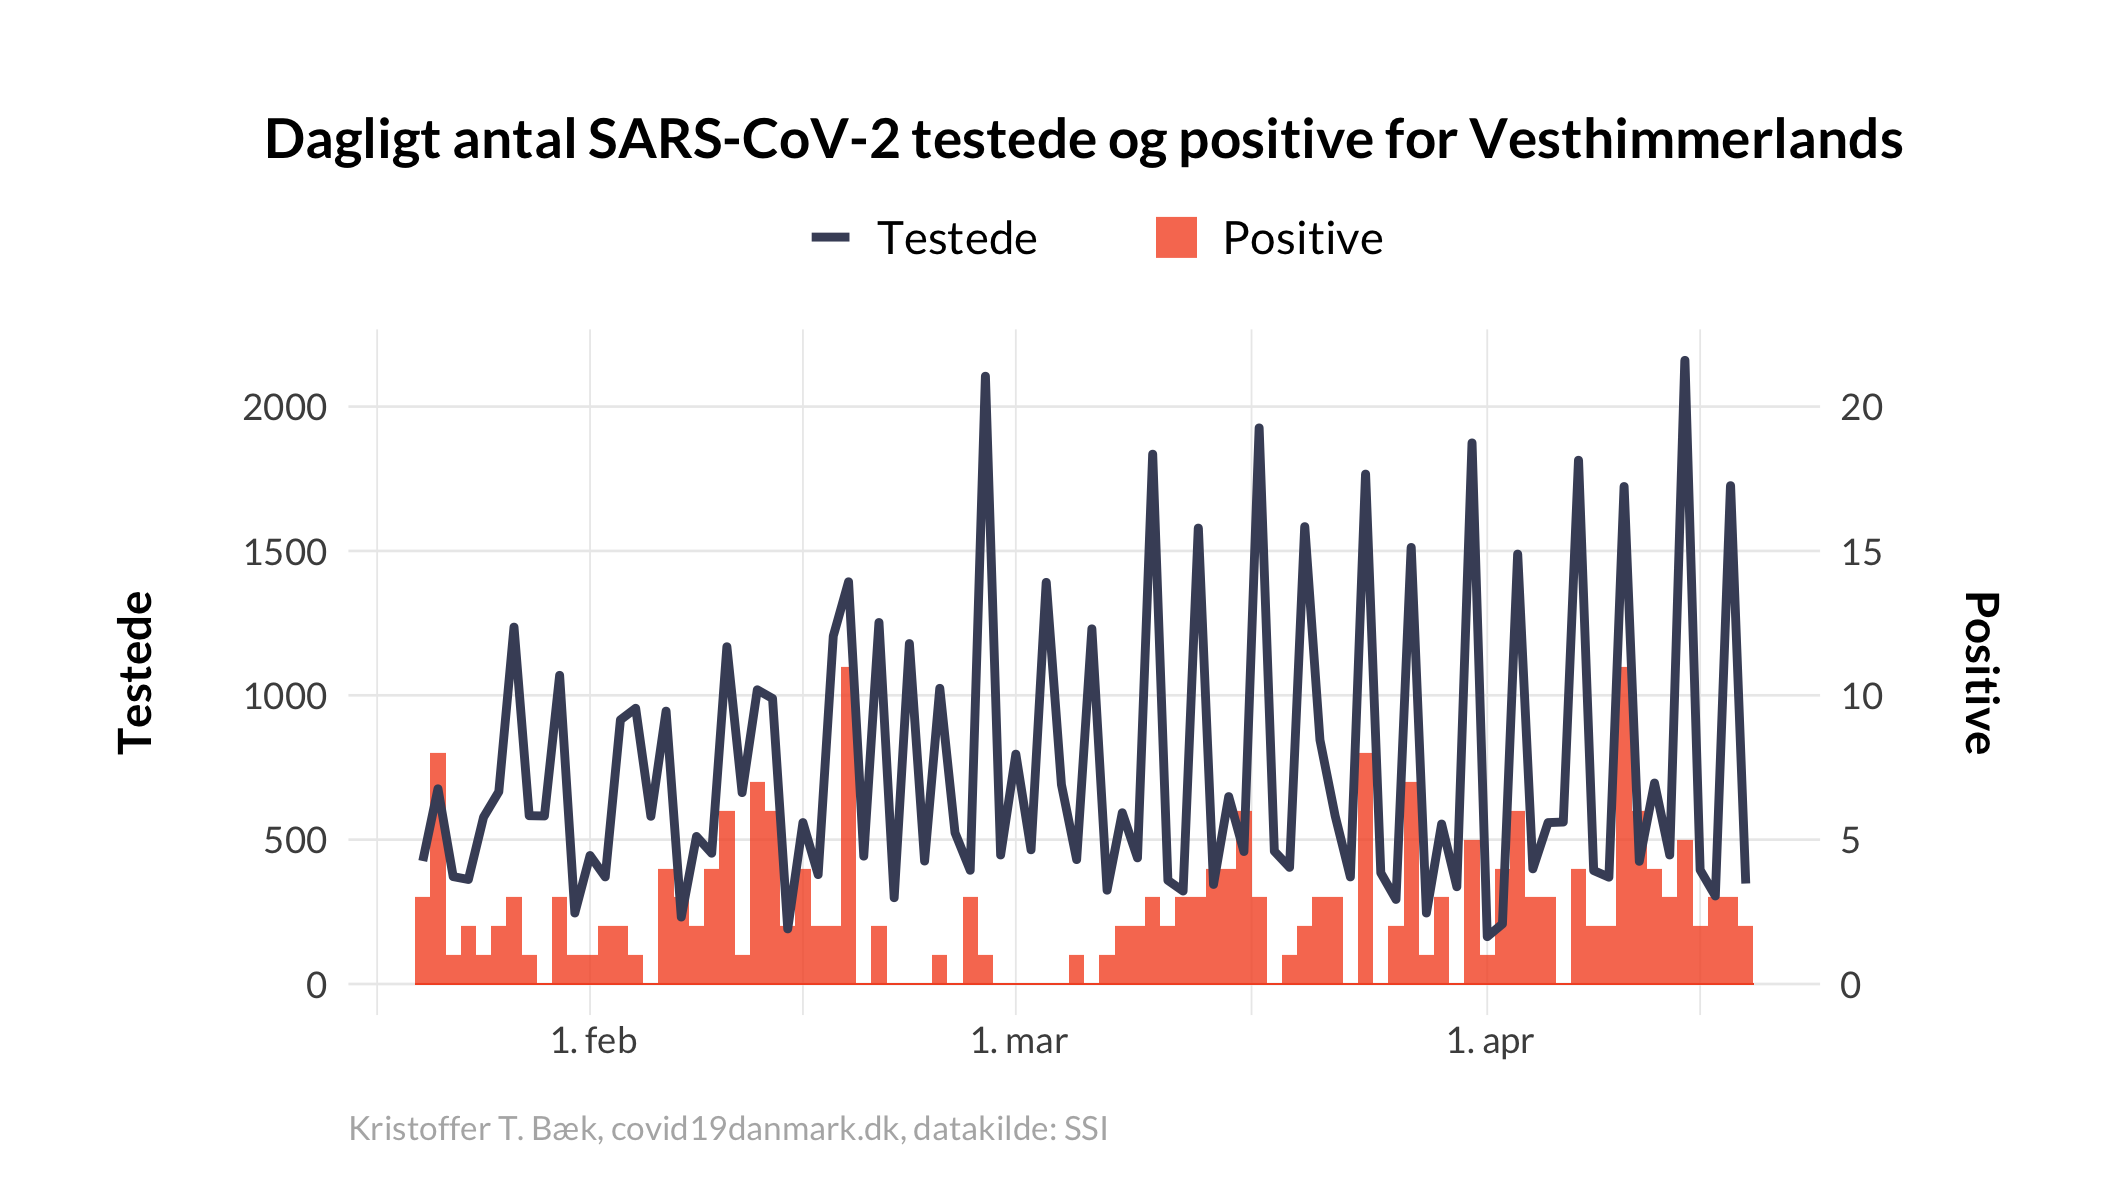 Dagligt antal SARS-CoV-2 testede og positive for Vesthimmerlands
Testede
Positive
2000
1500
1000
500
0
Testede
20
15
10
5
0
Positive
1. feb
1. mar
1. apr
Kristoffer T. Bæk, covid19danmark.dk, datakilde: SSI